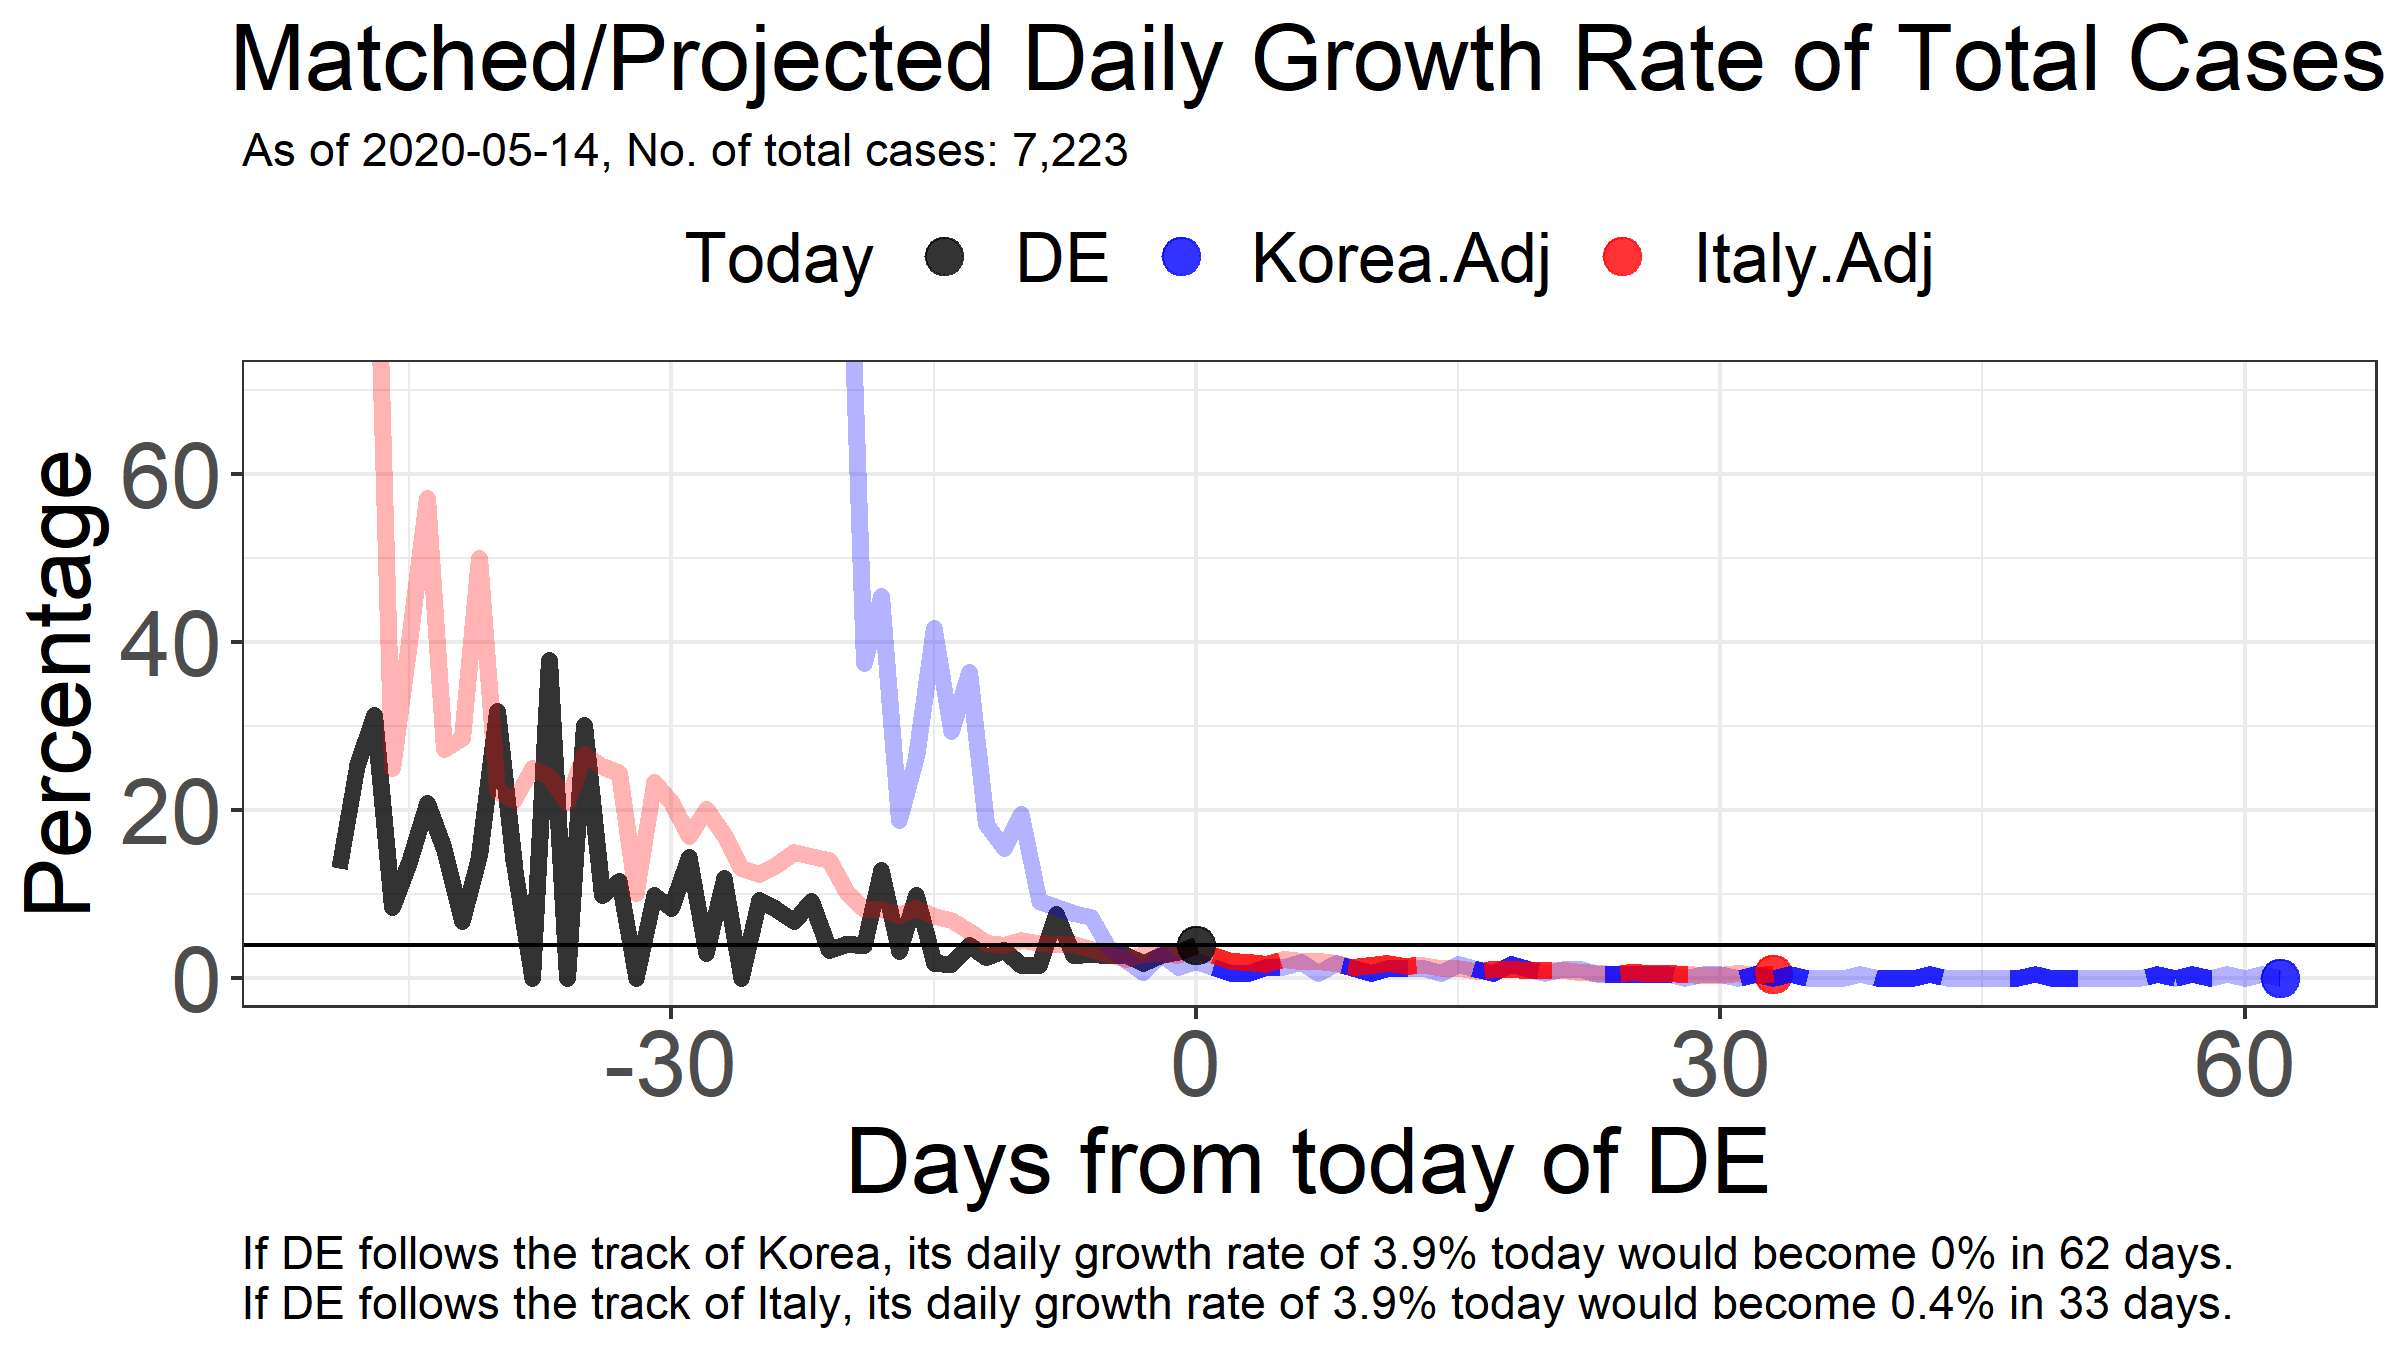 Matched/Projected Daily Growth Rate of Total Cases
As of 2020-05-14, No. of total cases: 7,223
Today DE Korea.Adj Italy.Adj
Percentage
60
40
20
0
-30 0 30 60
Days from today of DE
If DE follows the track of Korea, its daily growth rate of 3.9% today would become 0% in 62 days.
If DE follows the track of Italy, its daily growth rate of 3.9% today would become 0.4% in 33 days.